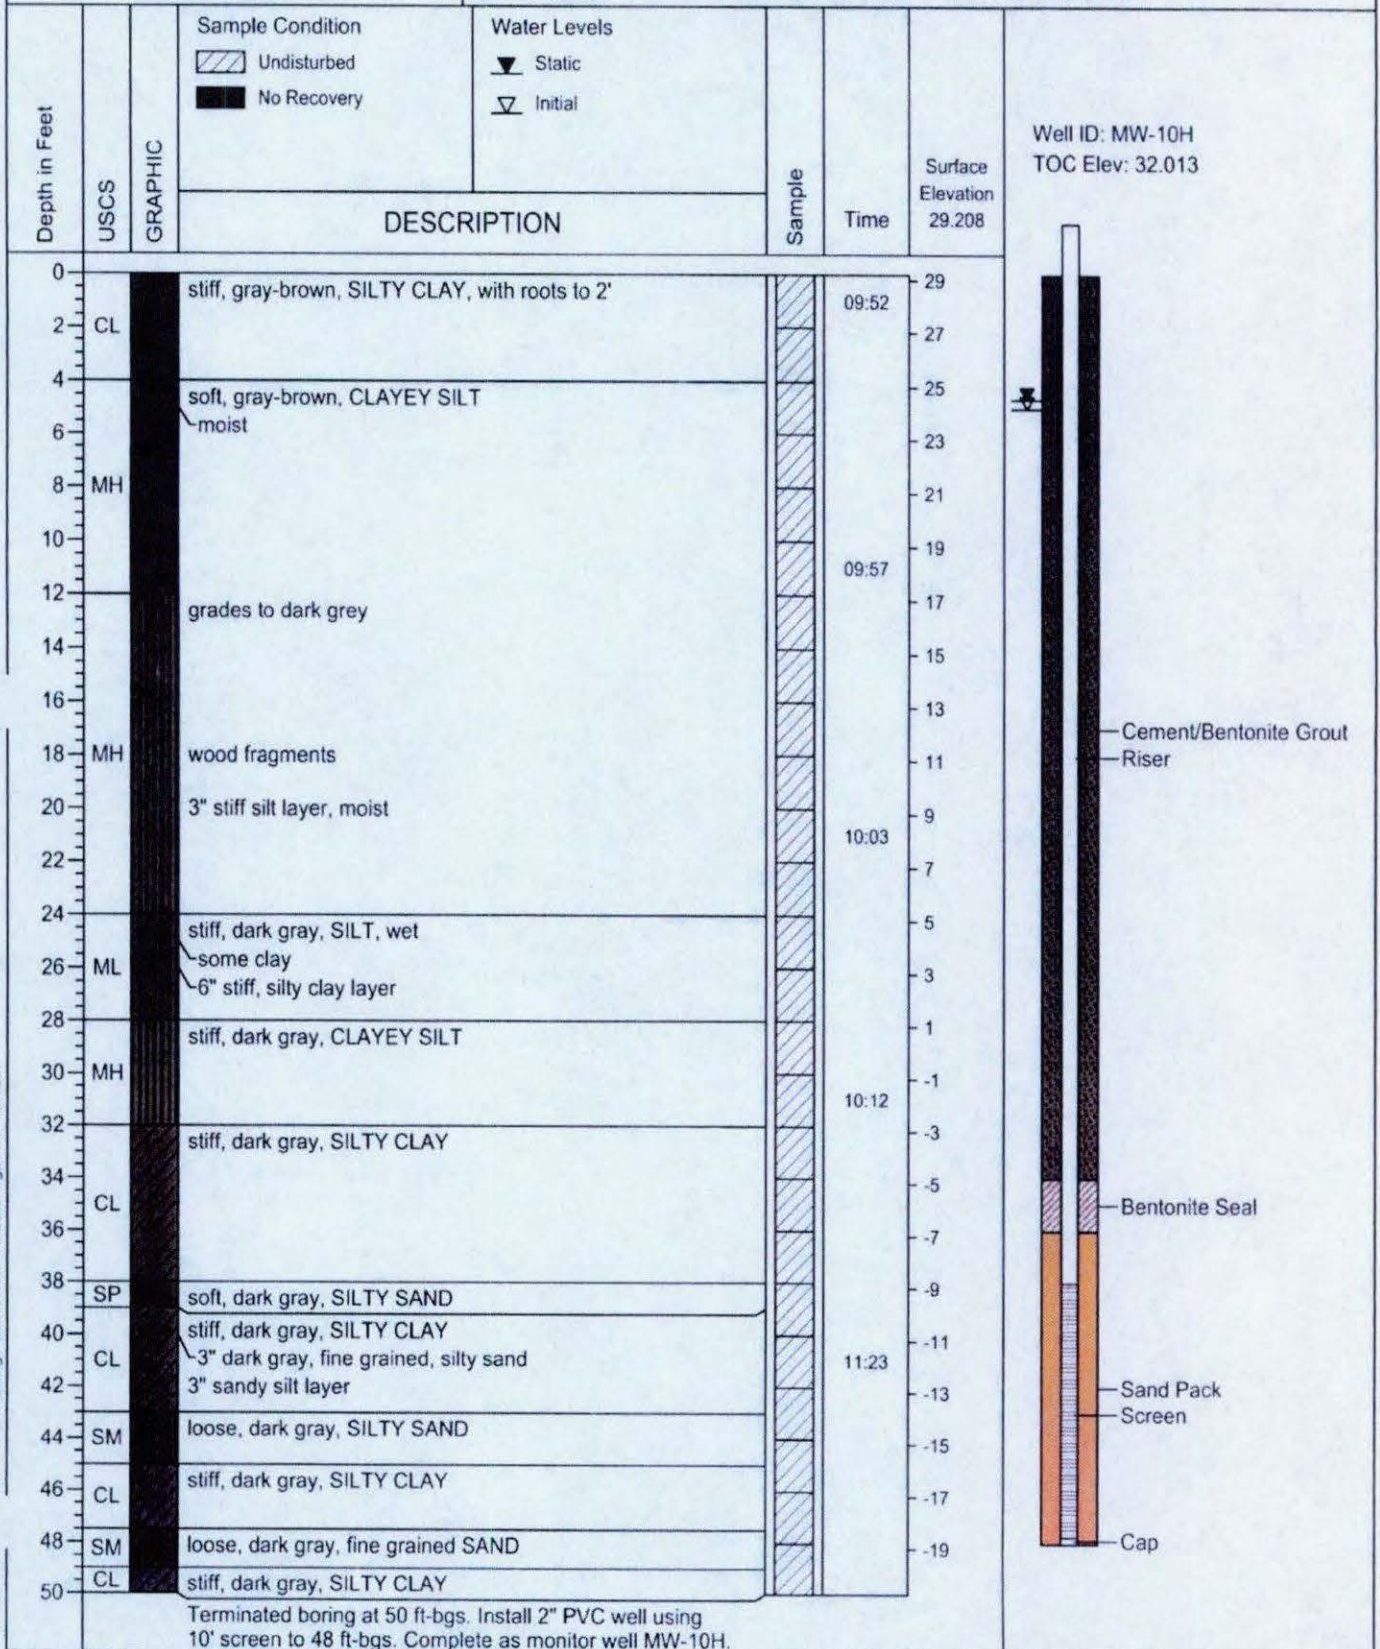 Sample Condition
Undisturbed
No Recovery
Water Levels
Static
Initial
Depth in Feet
USCS
GRAPHIC
DESCRIPTION
Sample
Time
Surface
Elevation
29.208
Well ID: MW-10H
TOC Elev: 32.013
0
2
4
6
8
10
12
14
16
18
20
22
24
26
28
30
32
34
36
38
40
42
44
46
48
50
CL
MH
MH
ML
MH
CL
SP
CL
SM
CL
SM
CL
stiff, gray-brown, SILTY CLAY, with roots to 2'
soft, gray-brown, CLAYEY SILT
moist
grades to dark grey
wood fragments
3" stiff silt layer, moist
stiff, dark gray, SILT, wet
some clay
6" stiff, silty clay layer
stiff, dark gray, CLAYEY SILT
stiff, dark gray, SILTY CLAY
soft, dark gray, SILTY SAND
stiff, dark gray, SILTY CLAY
3" dark gray, fine grained, silty sand
3" sandy silt layer
loose, dark gray, SILTY SAND
stiff, dark gray, SILTY CLAY
loose, dark gray, fine grained SAND
stiff, dark gray, SILTY CLAY
Terminated boring at 50 ft-bgs. Install 2" PVC well using
10' screen to 48 ft-bgs. Complete as monitor well MW-10H.
09:52
09:57
10:03
10:12
11:23
29
27
25
23
21
19
17
15
13
11
9
7
5
3
1
-1
-3
-5
-7
-9
-11
-13
-15
-17
-19
Cement/Bentonite Grout
Riser
Bentonite Seal
Sand Pack
Screen
Cap